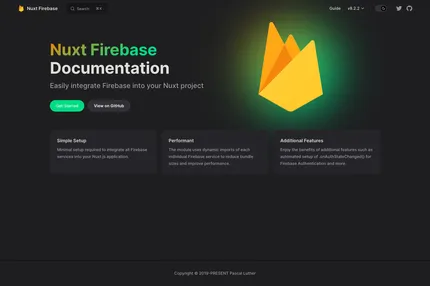 Nuxt Firebase
Search ⌘ K
Guide
v8.2.2
Nuxt Firebase
Documentation
Easily integrate Firebase into your Nuxt project
Get Started
View on GitHub
Simple Setup
Minimal setup required to integrate all Firebase
services into your Nuxt.js application.
Performant
The module uses dynamic imports of each
individual Firebase service to reduce bundle
sizes and improve performance.
Additional Features
Enjoy the benefits of additional features such as
automated setup of .onAuthStateChanged() for
Firebase Authentication and more.
Copyright © 2019-PRESENT Pascal Luther